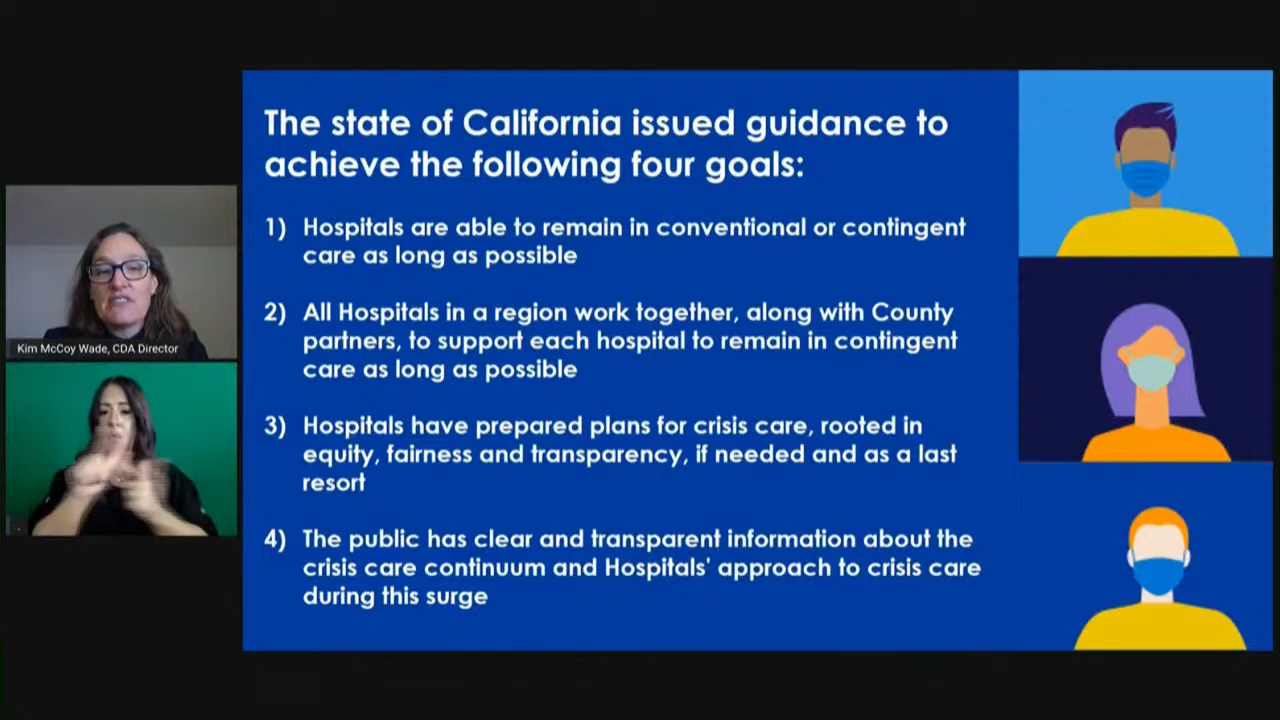 The state of California issued guidance to
achieve the following four goals:
1) Hospitals are able to remain in conventional or contingent
care as long as possible
2) All Hospitals in a region work together, along with County
partners, to support each hospital to remain in contingent
care as long as possible
3) Hospitals have prepared plans for crisis care, rooted in
equity, fairness and transparency, if needed and as a last
resort
4) The public has clear and transparent information about the
crisis care continuum and Hospitals' approach to crisis care
during this surge
Kim McCoy Wade, CDA Director